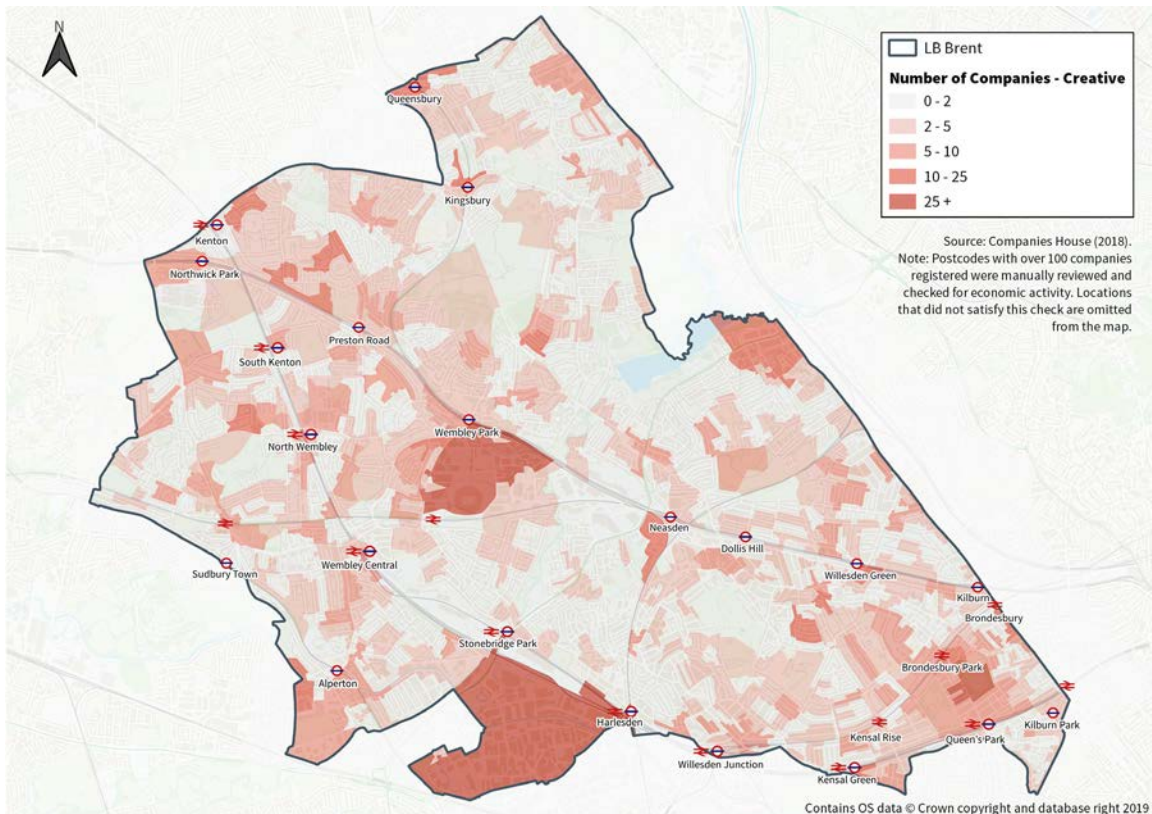 N
LB Brent
Number of Companies - Creative
0 - 2
2 - 5
5 - 10
10 - 25
25 +
Source: Companies House (2018).
Note: Postcodes with over 100 companies
registered were manually reviewed and
checked for economic activity. Locations
that did not satisfy this check are omitted
from the map.
Queensbury
Kingsbury
Kenton
Northwick Park
Preston Road
South Kenton
Wembley Park
North Wembley
Neasden
Dollis Hill
Wembley Central
Sudbury Town
Willesden Green
Kilburn
Brondesbury
Stonebridge Park
Brondesbury Park
Alperton
Harlesden
Kilburn Park
Kensal Rise
Queen's Park
Willesden Junction
Kensal Green
Contains OS data © Crown copyright and database right 2019